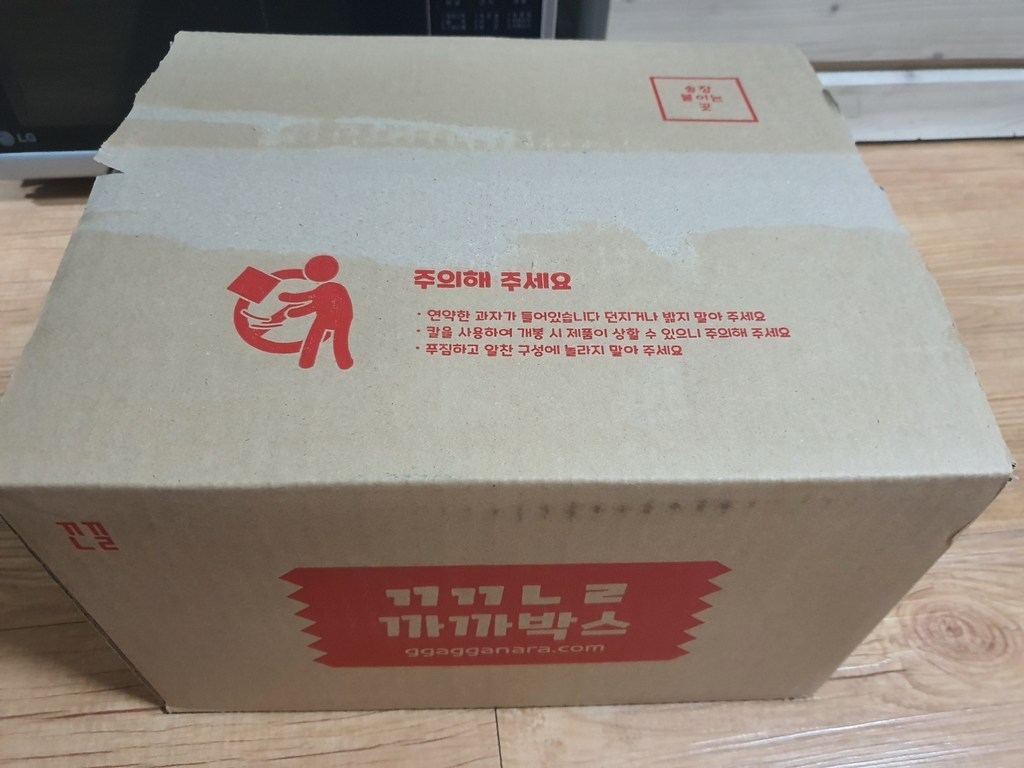 LG
송장
붙이는
곳
주의해 주세요
· 연약한 과자가 들어있습니다 던지거나 밟지 말아 주세요
· 칼을 사용하여 개봉 시 제품이 상할 수 있으니 주의해 주세요
· 푸짐하고 알찬 구성에 놀라지 말아 주세요
ㄲㄲㄴㄹ
까까박스
ggagganara.com